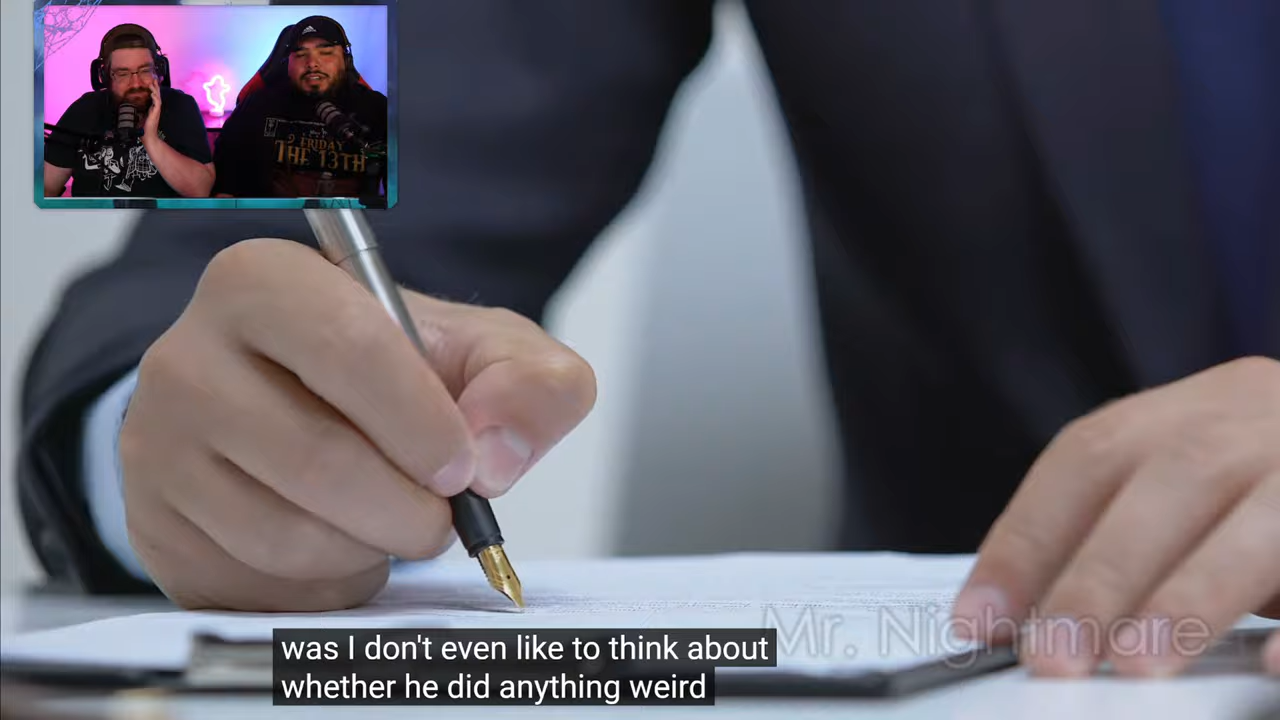 FRIDAY
THE 13TH
Mr. Nightmare
was I don't even like to think about
whether he did anything weird